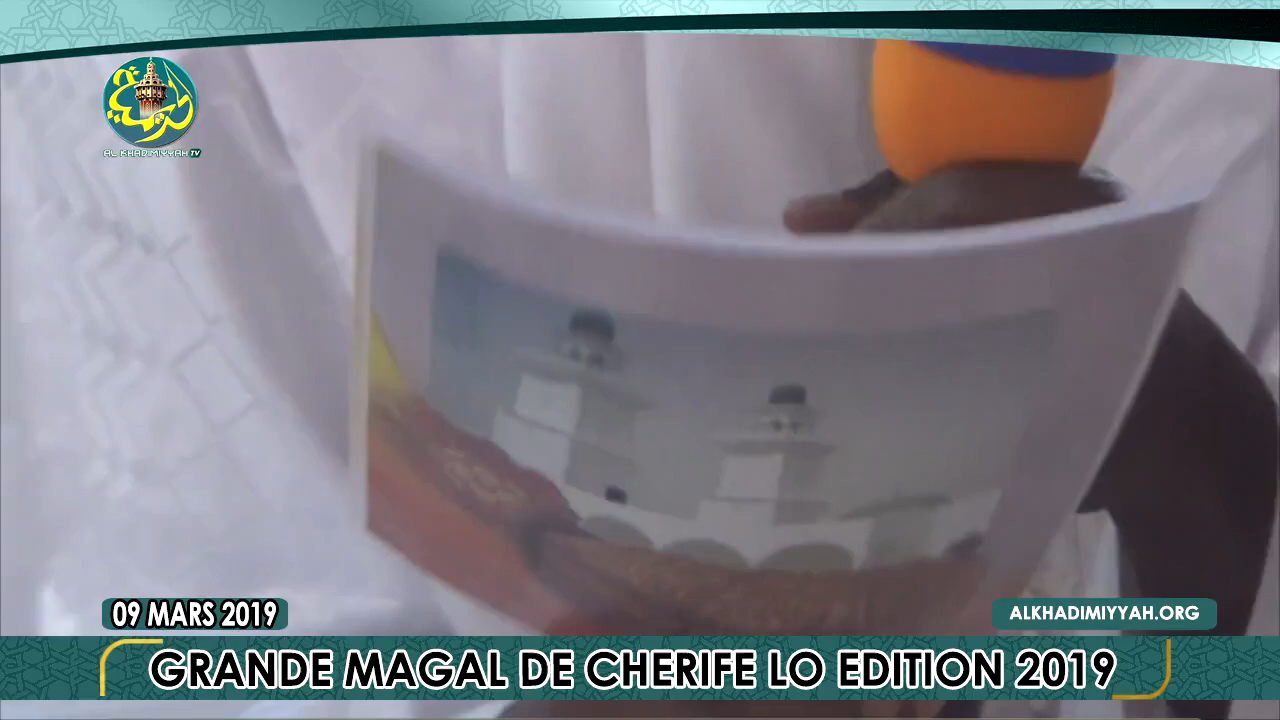 AL KHADIMIYYAH TV
09 MARS 2019
ALKHADIMIYYAH.ORG
GRANDE MAGAL DE CHERIFE LO EDITION 2019